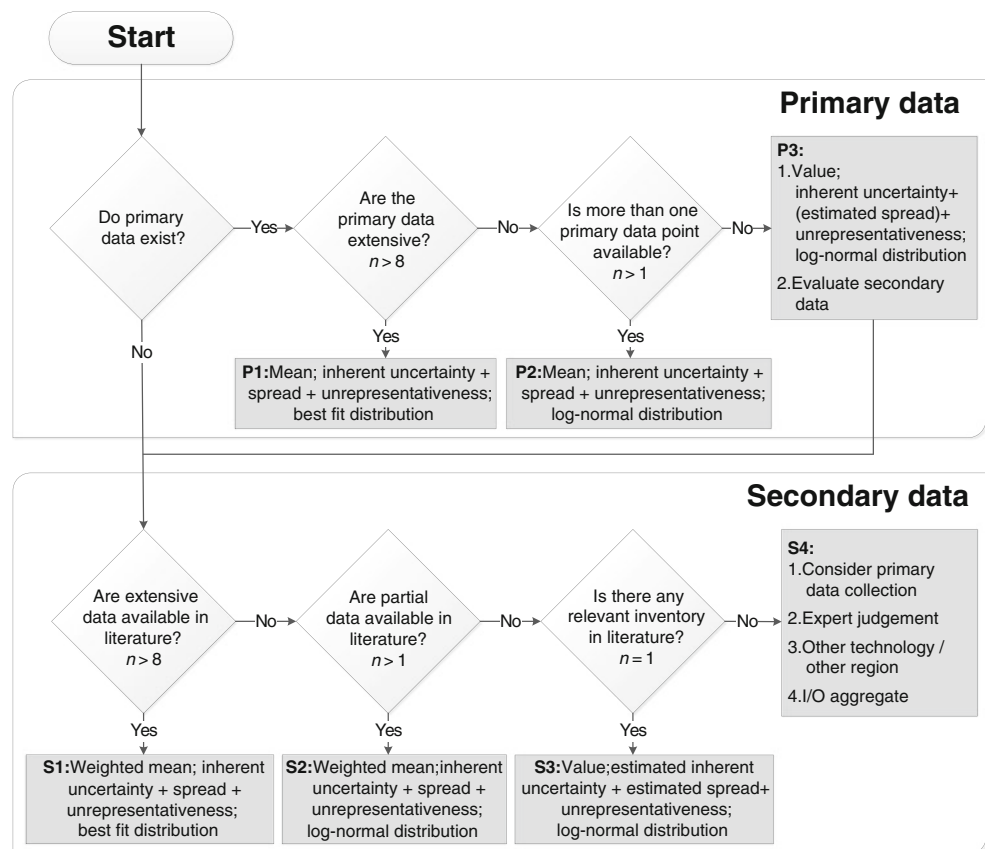 Start
Primary data
Do primary
data exist?
Yes
Are the
primary data
extensive?
n > 8
No
Is more than one
primary data point
available?
n > 1
No
P3:
1.Value;
inherent uncertainty+
(estimated spread)+
unrepresentativeness;
log-normal distribution
2.Evaluate secondary
data
No
Yes
Yes
P1:Mean; inherent uncertainty +
spread + unrepresentativeness;
best fit distribution
P2:Mean; inherent uncertainty +
spread + unrepresentativeness;
log-normal distribution
Secondary data
Are extensive
data available in
literature?
n > 8
No
Are partial
data available in
literature?
n > 1
No
Is there any
relevant inventory
in literature?
n = 1
No
S4:
1.Consider primary
data collection
2.Expert judgement
3.Other technology /
other region
4.I/O aggregate
Yes
Yes
Yes
S1:Weighted mean; inherent
uncertainty + spread +
unrepresentativeness;
best fit distribution
S2:Weighted mean;inherent
uncertainty + spread +
unrepresentativeness;
log-normal distribution
S3:Value;estimated inherent
uncertainty + estimated spread+
unrepresentativeness;
log-normal distribution